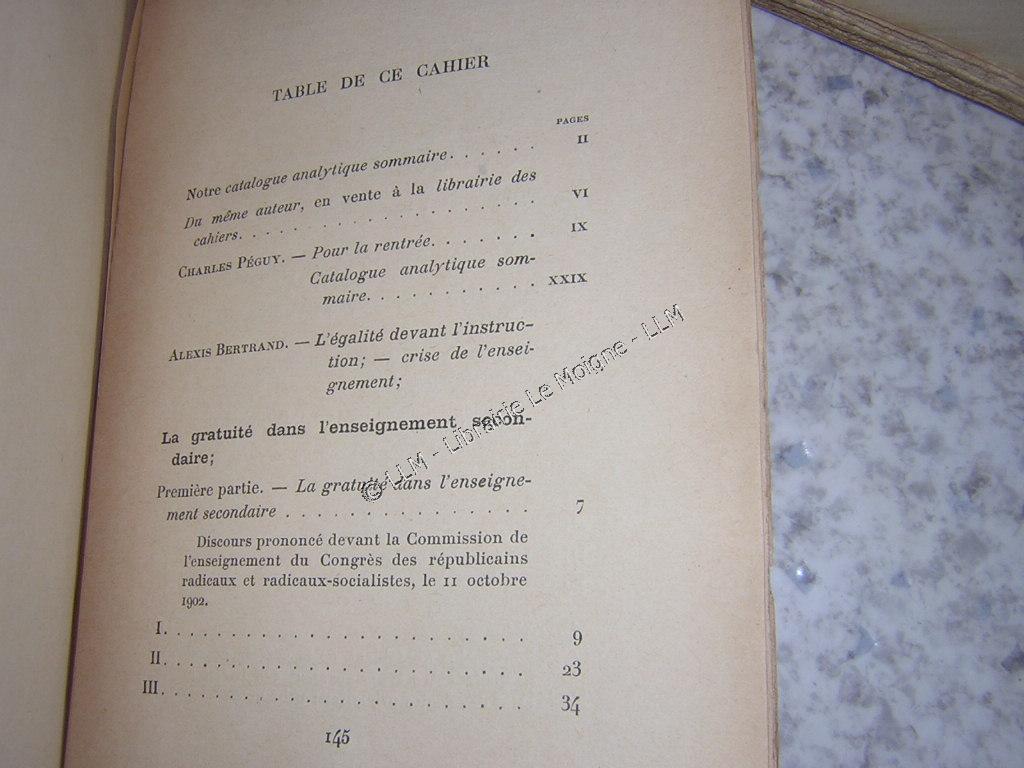 TABLE DE CE CAHIER
PAGES
Notre catalogue analytique sommaire. . . . . . II
Du même auteur, en vente à la librairie des
cahiers. . . . . . . . . . . . . . . . VI
CHARLES PÉGUY. — Pour la rentrée. . . . . . . IX
Catalogue analytique som-
maire. . . . . . . . . . . XXIX
ALEXIS BERTRAND. — L'égalité devant l'instruc-
tion; — crise de l'ensei-
gnement;
La gratuité dans l'enseignement secon-
daire;
Première partie. — La gratuité dans l'enseigne-
ment secondaire . . . . . . . . . . . . . . 7
Discours prononcé devant la Commission de
l'enseignement du Congrès des républicains
radicaux et radicaux-socialistes, le 11 octobre
1902.
I. . . . . . . . . . . . . . . . . . . . . . . 9
II. . . . . . . . . . . . . . . . . . . . . . 23
III. . . . . . . . . . . . . . . . . . . . . . 34
145
© LLM - Librairie Le Moigne - LLM